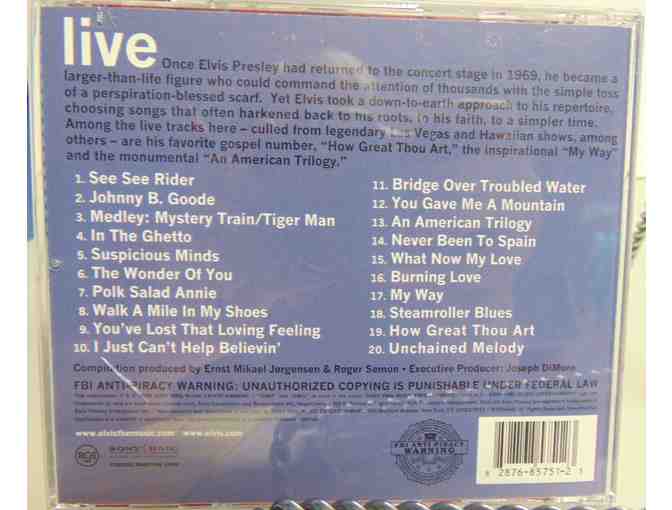 live
Once Elvis Presley had returned to the concert stage in 1969, he became a
larger-than-life figure who could command the attention of thousands with the simple toss
of a perspiration-blessed scarf. Yet Elvis took a down-to-earth approach to his repertoire,
choosing songs that often harkened back to his roots, in his faith, to a simpler time.
Among the live tracks here – culled from legendary Las Vegas and Hawaiian shows, among
others – are his favorite gospel number, “How Great Thou Art,” the inspirational “My Way”
and the monumental “An American Trilogy.”
1. See See Rider
2. Johnny B. Goode
3. Medley: Mystery Train/Tiger Man
4. In The Ghetto
5. Suspicious Minds
6. The Wonder Of You
7. Polk Salad Annie
8. Walk A Mile In My Shoes
9. You’ve Lost That Loving Feeling
10. I Just Can’t Help Believin’
11. Bridge Over Troubled Water
12. You Gave Me A Mountain
13. An American Trilogy
14. Never Been To Spain
15. What Now My Love
16. Burning Love
17. My Way
18. Steamroller Blues
19. How Great Thou Art
20. Unchained Melody
Compilation produced by Ernst Mikael Jørgensen & Roger Semon • Executive Producer: Joseph DiMuro
FBI ANTI-PIRACY WARNING: UNAUTHORIZED COPYING IS PUNISHABLE UNDER FEDERAL LAW
www.elvisthemusic.com www.elvis.com
RCA
SONY BMG
FBI ANTI-PIRACY
WARNING
8 2876-85751-2 1